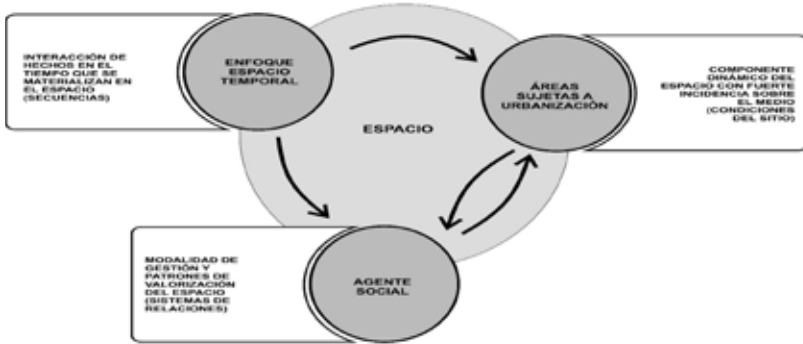 INTERACCIÓN DE
HECHOS EN EL
TIEMPO QUE SE
MATERIALIZAN EN
EL ESPACIO
(SECUENCIAS)
ENFOQUE
ESPACIO
TEMPORAL
ÁREAS
SUJETAS A
URBANIZACIÓN
COMPONENTE
DINÁMICO DEL
ESPACIO CON FUERTE
INCIDENCIA SOBRE
EL MEDIO
(CONDICIONES
DEL SITIO)
ESPACIO
MODALIDAD DE
GESTIÓN Y
PATRONES DE
VALORIZACIÓN
DEL ESPACIO
(SISTEMAS DE
RELACIONES)
AGENTE
SOCIAL